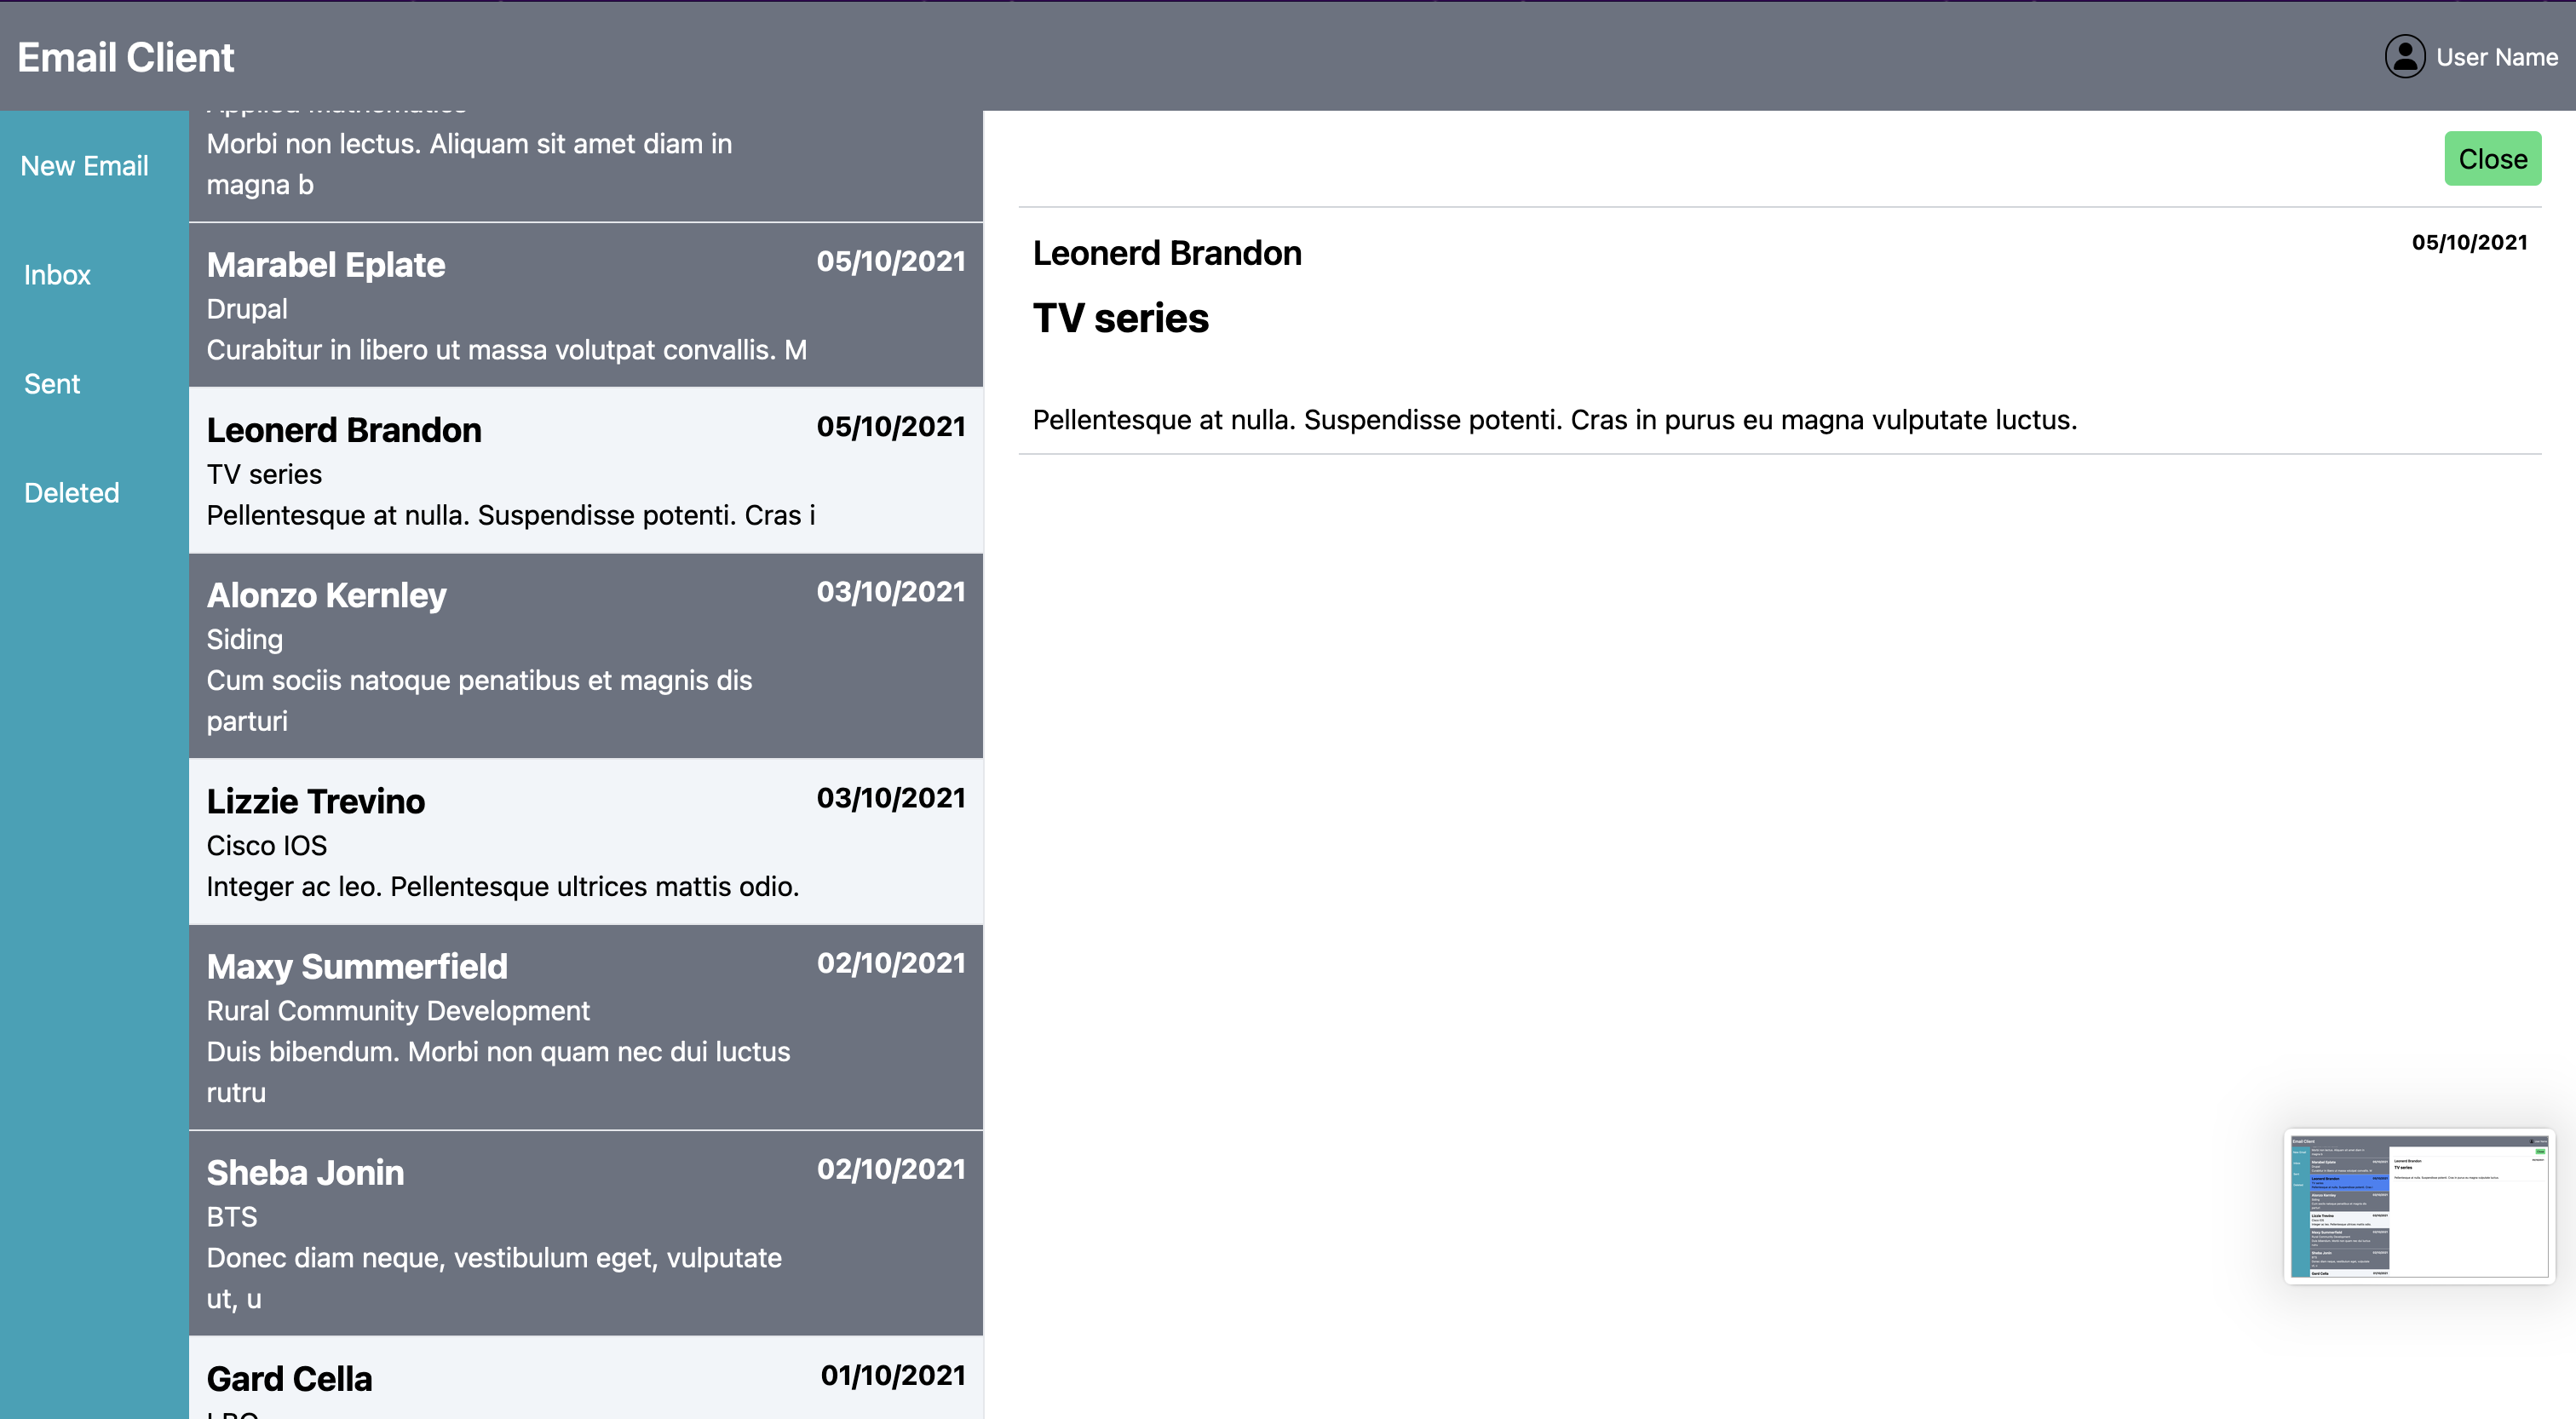 Email Client
User Name
New Email
Inbox
Sent
Deleted
Applied Mathematics
Morbi non lectus. Aliquam sit amet diam in
magna b
Marabel Eplate
05/10/2021
Drupal
Curabitur in libero ut massa volutpat convallis. M
Leonerd Brandon
05/10/2021
TV series
Pellentesque at nulla. Suspendisse potenti. Cras i
Alonzo Kernley
03/10/2021
Siding
Cum sociis natoque penatibus et magnis dis
parturi
Lizzie Trevino
03/10/2021
Cisco IOS
Integer ac leo. Pellentesque ultrices mattis odio.
Maxy Summerfield
02/10/2021
Rural Community Development
Duis bibendum. Morbi non quam nec dui luctus
rutru
Sheba Jonin
02/10/2021
BTS
Donec diam neque, vestibulum eget, vulputate
ut, u
Gard Cella
01/10/2021
Close
Leonerd Brandon
05/10/2021
TV series
Pellentesque at nulla. Suspendisse potenti. Cras in purus eu magna vulputate luctus.